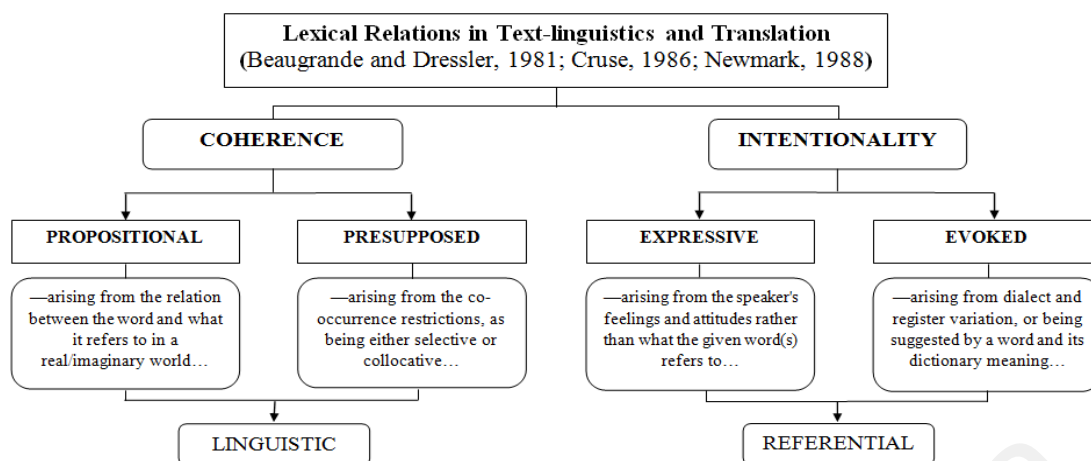 Lexical Relations in Text-linguistics and Translation
(Beaugrande and Dressler, 1981; Cruse, 1986; Newmark, 1988)
COHERENCE
INTENTIONALITY
PROPOSITIONAL
PRESUPPOSED
EXPRESSIVE
EVOKED
—arising from the relation
between the word and what
it refers to in a
real/imaginary world…
—arising from the co-
occurrence restrictions, as
being either selective or
collocative…
—arising from the speaker's
feelings and attitudes rather
than what the given word(s)
refers to…
—arising from dialect and
register variation, or being
suggested by a word and its
dictionary meaning…
LINGUISTIC
REFERENTIAL